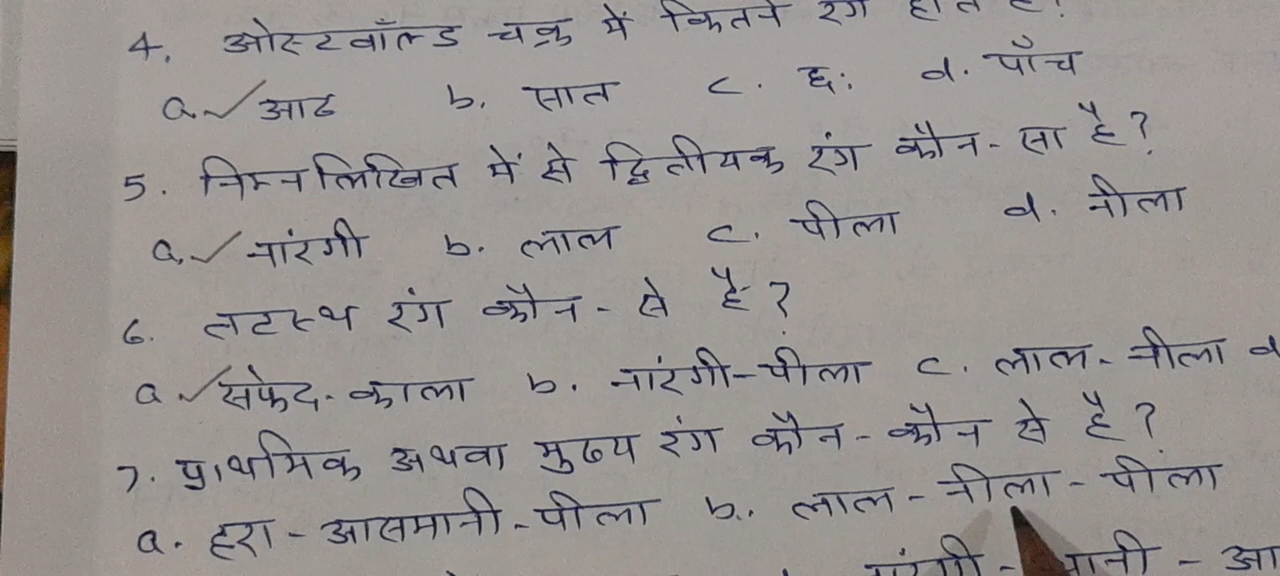 4. ओस्टवॉल्ड चक्र में कितने रंग होते है?
a.✓ आठ b. सात c. छ: d. पाँच
5. निम्नलिखित में से द्वितीयक रंग कौन-सा है?
a.✓ नारंगी b. लाल c. पीला d. नीला
6. तटस्थ रंग कौन-से हैं?
a.✓ सफेद-काला b. नारंगी-पीला c. लाल-नीला d
7. प्राथमिक अथवा मुख्य रंग कौन-कौन से है?
a. हरा-आसमानी-पीला b. लाल-नीला-पीला